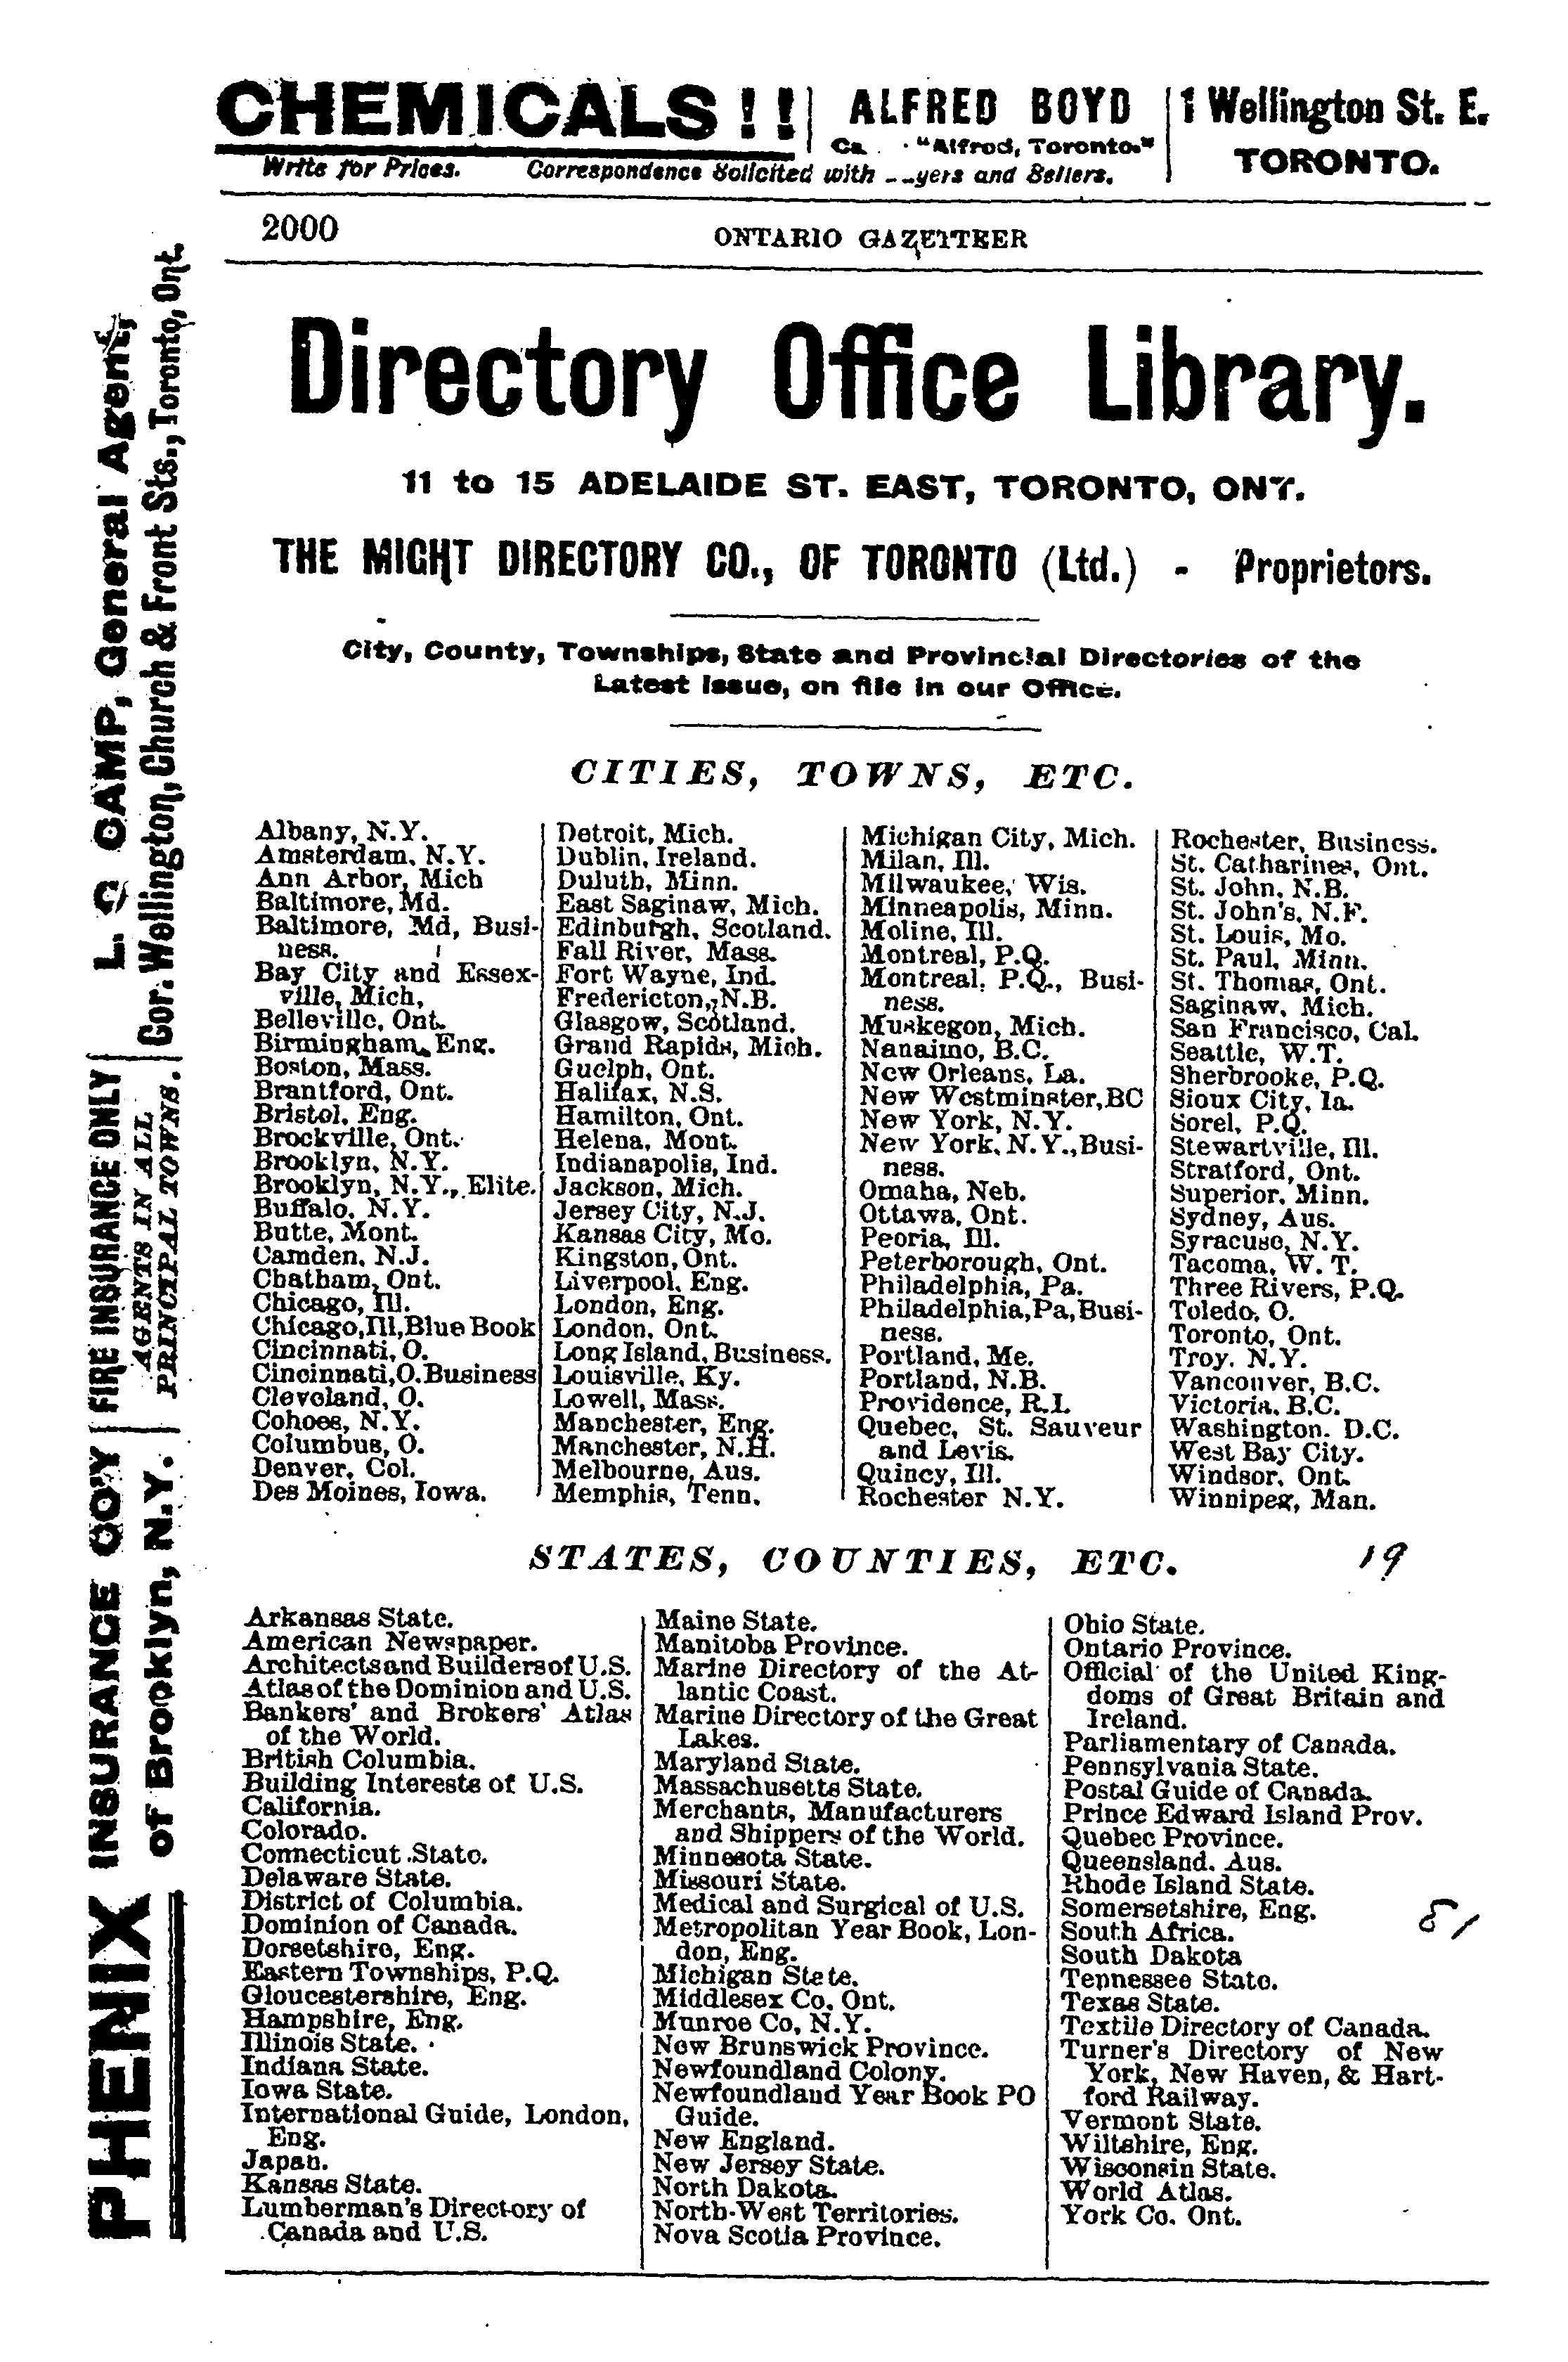 CHEMICALS!!
ALFRED BOYD
"Alfred, Toronto."
1 Wellington St. E.
TORONTO.
Write for Prices. Correspondence Solicited with and Sellers.
2000
ONTARIO GAZETTEER
Directory Office Library.
11 to 15 ADELAIDE ST. EAST, TORONTO, ONT.
THE MIGHT DIRECTORY CO., OF TORONTO (Ltd.) - Proprietors.
City, County, Townships, State and Provincial Directories of the
Latest Issue, on file in our Office.
CITIES, TOWNS, ETC.
Albany, N.Y.
Amsterdam, N.Y.
Ann Arbor, Mich
Baltimore, Md.
Baltimore, Md, Busi-
ness.
Bay City and Essex-
ville, Mich,
Belleville, Ont.
Birmingham, Eng.
Boston, Mass.
Brantford, Ont.
Bristol, Eng.
Brockville, Ont.
Brooklyn, N.Y.
Brooklyn, N.Y., Elite.
Buffalo, N.Y.
Butte, Mont.
Camden, N.J.
Chatham, Ont.
Chicago, Ill.
Chicago, Ill, Blue Book
Cincinnati, O.
Cincinnati, O. Business
Cleveland, O.
Cohoes, N.Y.
Columbus, O.
Denver, Col.
Des Moines, Iowa.
Detroit, Mich.
Dublin, Ireland.
Duluth, Minn.
East Saginaw, Mich.
Edinburgh, Scotland.
Fall River, Mass.
Fort Wayne, Ind.
Fredericton, N.B.
Glasgow, Scotland.
Grand Rapids, Mich.
Guelph, Ont.
Halifax, N.S.
Hamilton, Ont.
Helena, Mont.
Indianapolis, Ind.
Jackson, Mich.
Jersey City, N.J.
Kansas City, Mo.
Kingston, Ont.
Liverpool, Eng.
London, Eng.
London, Ont.
Long Island, Business.
Louisville, Ky.
Lowell, Mass.
Manchester, Eng.
Manchester, N.H.
Melbourne, Aus.
Memphis, Tenn.
Michigan City, Mich.
Milan, Ill.
Milwaukee, Wis.
Minneapolis, Minn.
Moline, Ill.
Montreal, P.Q.
Montreal, P.Q., Busi-
ness.
Muskegon, Mich.
Nanaimo, B.C.
New Orleans, La.
New Westminster, BC
New York, N.Y.
New York, N.Y., Busi-
ness.
Omaha, Neb.
Ottawa, Ont.
Peoria, Ill.
Peterborough, Ont.
Philadelphia, Pa.
Philadelphia, Pa, Busi-
ness.
Portland, Me.
Portland, N.B.
Providence, R.I.
Quebec, St. Sauveur
and Levis.
Quincy, Ill.
Rochester N.Y.
Rochester, Business.
St. Catharines, Ont.
St. John, N.B.
St. John's, N.F.
St. Louis, Mo.
St. Paul, Minn.
St. Thomas, Ont.
Saginaw, Mich.
San Francisco, Cal.
Seattle, W.T.
Sherbrooke, P.Q.
Sioux City, Ia.
Sorel, P.Q.
Stewartville, Ill.
Stratford, Ont.
Superior, Minn.
Sydney, Aus.
Syracuse, N.Y.
Tacoma, W. T.
Three Rivers, P.Q.
Toledo, O.
Toronto, Ont.
Troy, N.Y.
Vancouver, B.C.
Victoria, B.C.
Washington. D.C.
West Bay City.
Windsor, Ont.
Winnipeg, Man.
STATES, COUNTIES, ETC.
19
Arkansas State.
American Newspaper.
Architects and Builders of U.S.
Atlas of the Dominion and U.S.
Bankers' and Brokers' Atlas
of the World.
British Columbia.
Building Interests of U.S.
California.
Colorado.
Connecticut State.
Delaware State.
District of Columbia.
Dominion of Canada.
Dorsetshire, Eng.
Eastern Townships, P.Q.
Gloucestershire, Eng.
Hampshire, Eng.
Illinois State.
Indiana State.
Iowa State.
International Guide, London,
Eng.
Japan.
Kansas State.
Lumberman's Directory of
Canada and U.S.
Maine State.
Manitoba Province.
Marine Directory of the At-
lantic Coast.
Marine Directory of the Great
Lakes.
Maryland State.
Massachusetts State.
Merchants, Manufacturers
and Shippers of the World.
Minnesota State.
Missouri State.
Medical and Surgical of U.S.
Metropolitan Year Book, Lon-
don, Eng.
Michigan State.
Middlesex Co. Ont.
Munroe Co, N.Y.
New Brunswick Province.
Newfoundland Colony.
Newfoundland Year Book PO
Guide.
New England.
New Jersey State.
North Dakota.
North-West Territories.
Nova Scotia Province.
Ohio State.
Ontario Province.
Official of the United King-
doms of Great Britain and
Ireland.
Parliamentary of Canada.
Pennsylvania State.
Postal Guide of Canada.
Prince Edward Island Prov.
Quebec Province.
Queensland. Aus.
Rhode Island State.
Somersetshire, Eng.
South Africa.
South Dakota
Tennessee State.
Texas State.
Textile Directory of Canada.
Turner's Directory of New
York, New Haven, & Hart-
ford Railway.
Vermont State.
Wiltshire, Eng.
Wisconsin State.
World Atlas.
York Co. Ont.
81
PHENIX INSURANCE CO'Y
of Brooklyn, N.Y.
FIRE INSURANCE ONLY
AGENTS IN ALL
PRINCIPAL TOWNS.
L. C CAMP, General Agent,
Cor. Wellington, Church & Front Sts., Toronto, Ont.